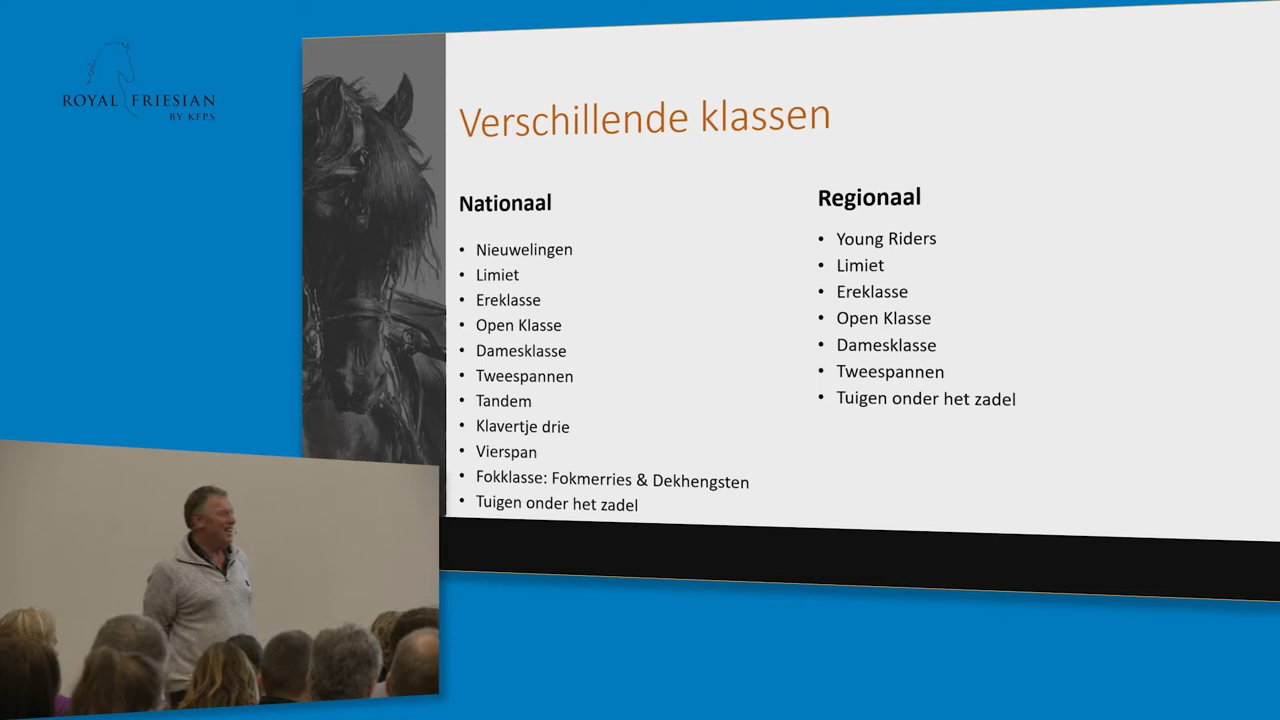 ROYAL FRIESIAN
BY KFPS
Verschillende klassen
Nationaal
• Nieuwelingen
• Limiet
• Ereklasse
• Open Klasse
• Damesklasse
• Tweespannen
• Tandem
• Klavertje drie
• Vierspan
• Fokklasse: Fokmerries & Dekhengsten
• Tuigen onder het zadel
Regionaal
• Young Riders
• Limiet
• Ereklasse
• Open Klasse
• Damesklasse
• Tweespannen
• Tuigen onder het zadel